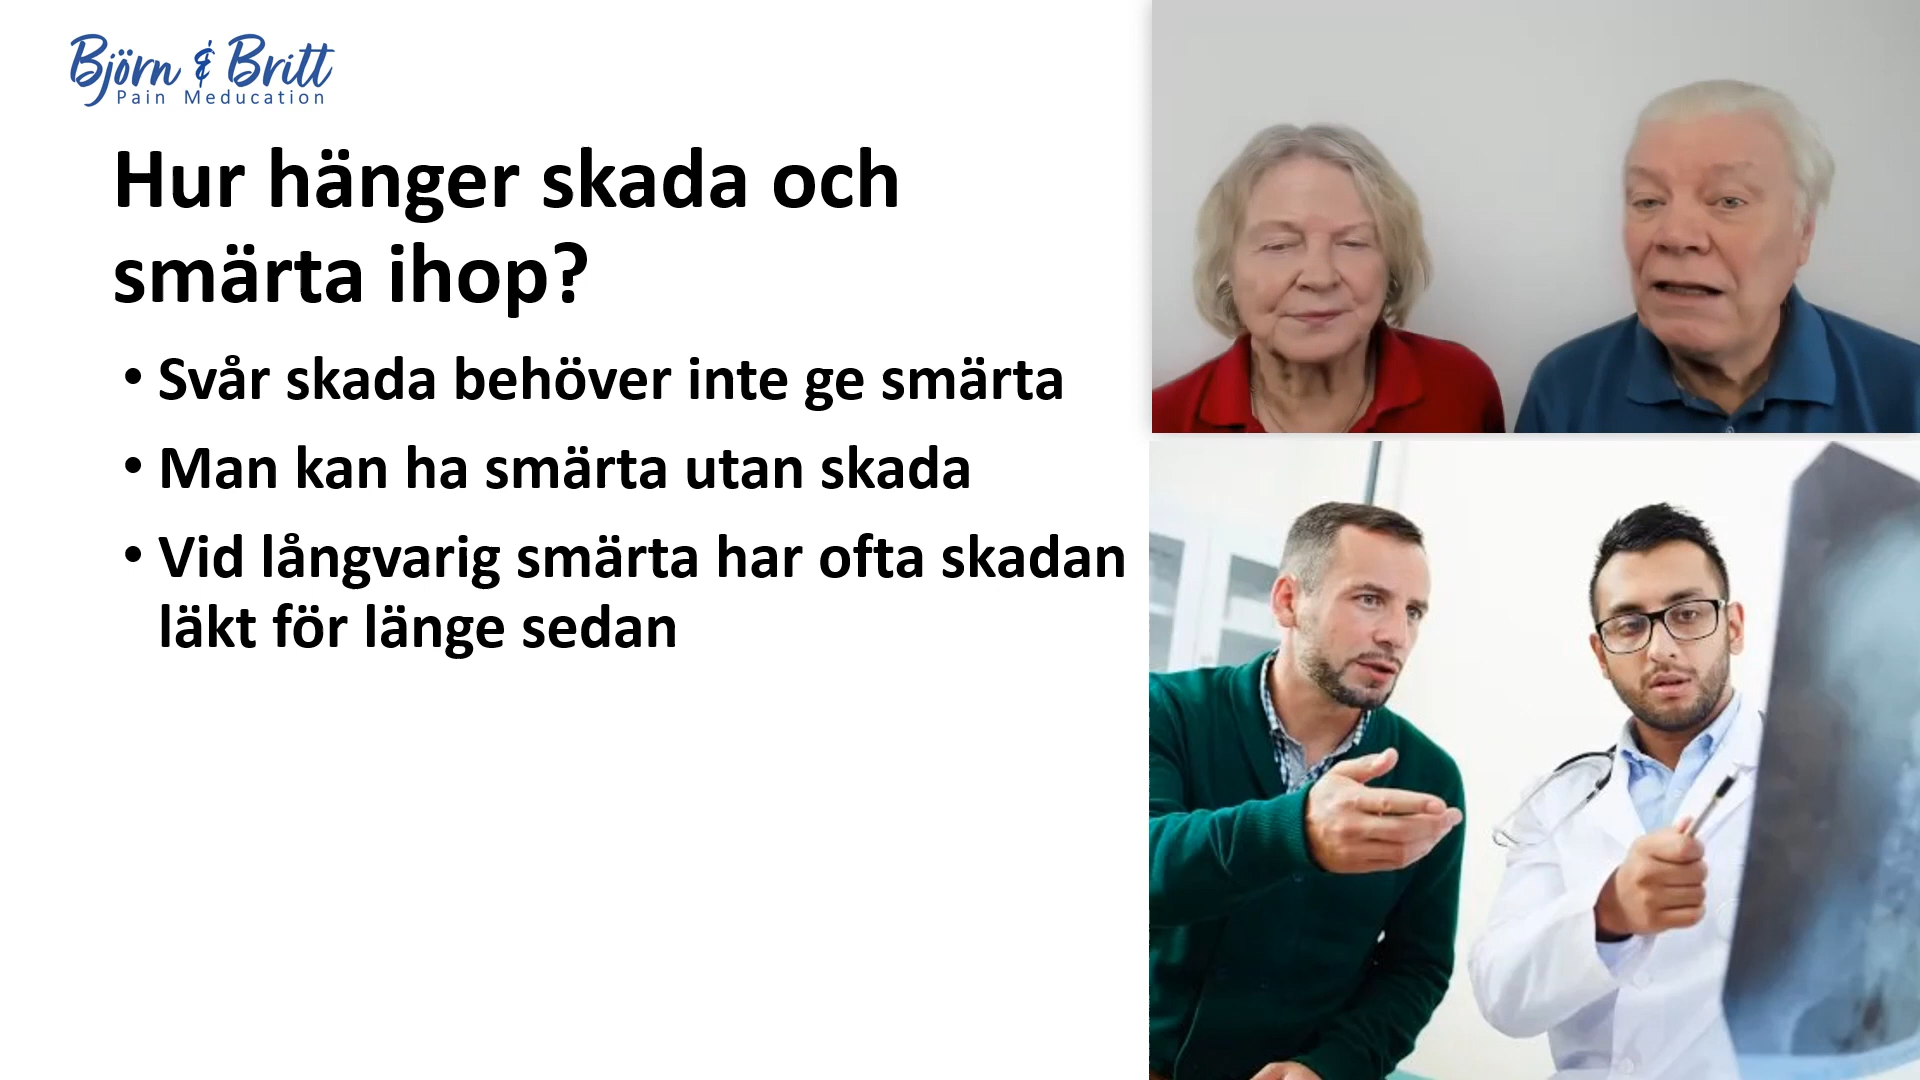 Björn & Britt
Pain Meducation
Hur hänger skada och
smärta ihop?
• Svår skada behöver inte ge smärta
• Man kan ha smärta utan skada
• Vid långvarig smärta har ofta skadan
läkt för länge sedan